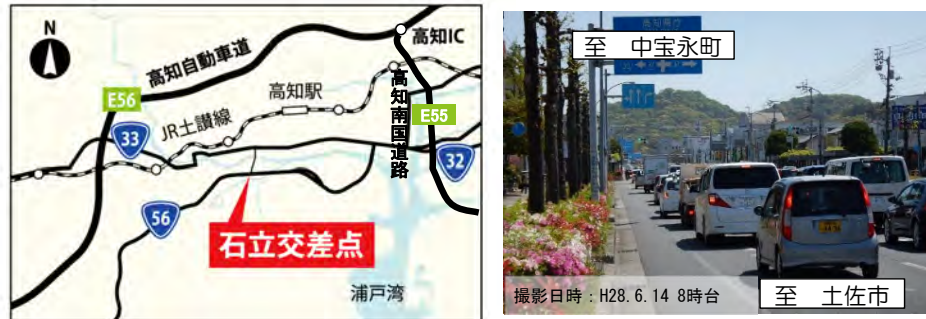 N
高知IC
高知自動車道
E56
高知駅
高知南国道路
E55
33
JR土讃線
32
56
石立交差点
浦戸湾
高知県庁
至 中宝永町
撮影日時：H28.6.14 8時台
至 土佐市